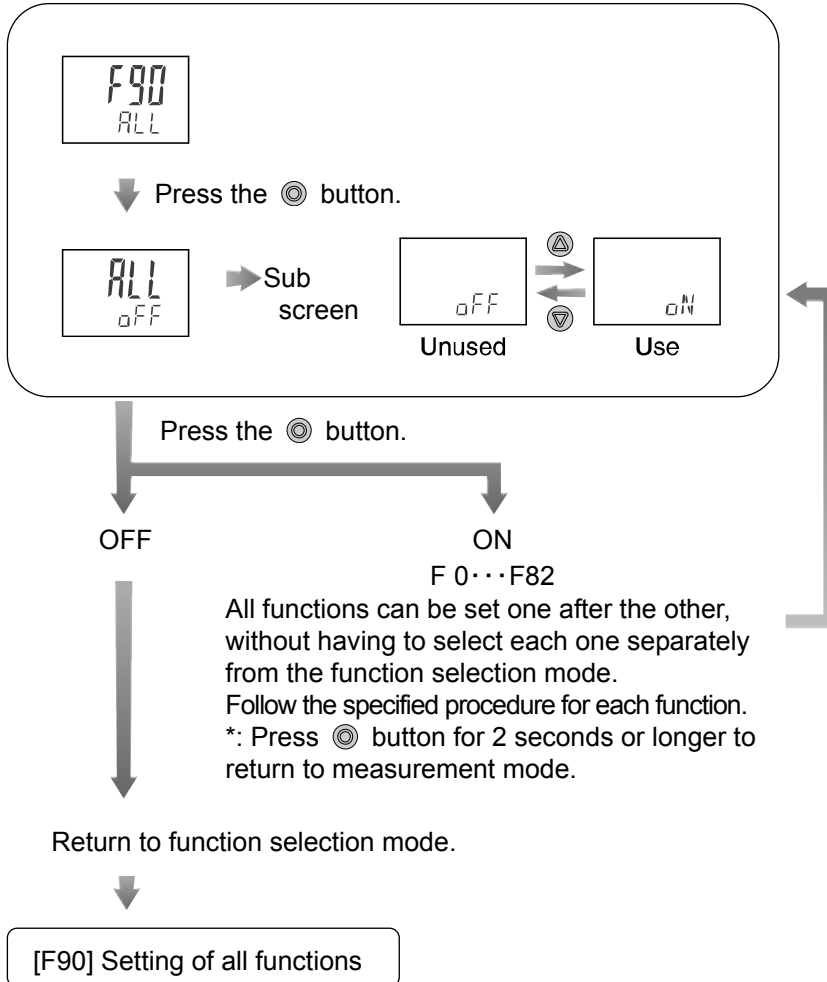 F90
ALL
Press the button.
ALL
oFF
Sub
screen
oFF
oN
Unused
Use
Press the button.
OFF
ON
F 0･･･F82
All functions can be set one after the other,
without having to select each one separately
from the function selection mode.
Follow the specified procedure for each function.
*: Press button for 2 seconds or longer to
return to measurement mode.
Return to function selection mode.
[F90] Setting of all functions